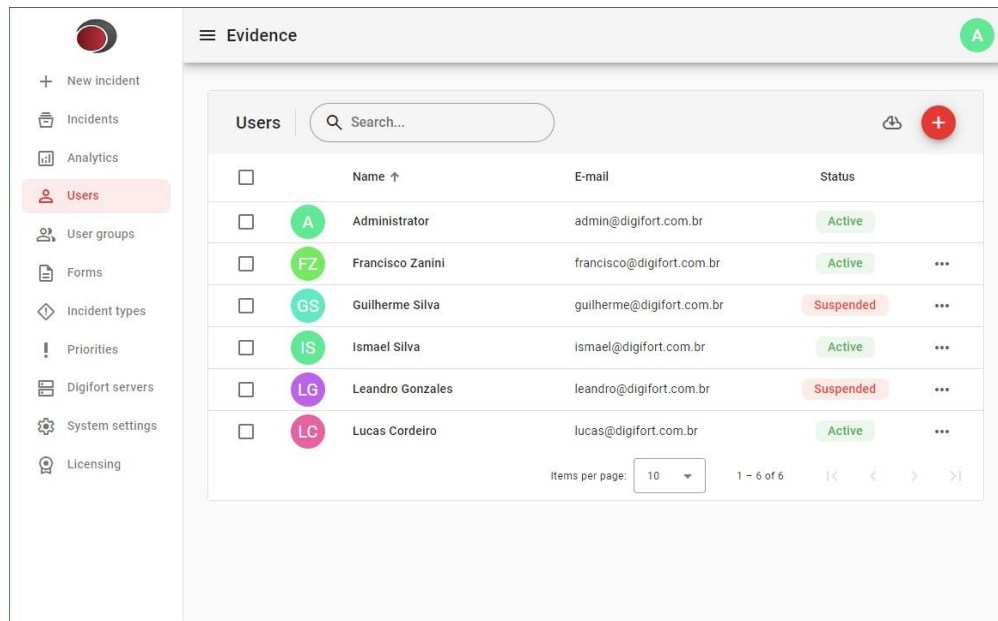 Evidence
A
New incident
Incidents
Analytics
Users
User groups
Forms
Incident types
Priorities
Digifort servers
System settings
Licensing
Users Search...
Name E-mail Status
A Administrator admin@digifort.com.br Active
FZ Francisco Zanini francisco@digifort.com.br Active
GS Guilherme Silva guilherme@digifort.com.br Suspended
IS Ismael Silva ismael@digifort.com.br Active
LG Leandro Gonzales leandro@digifort.com.br Suspended
LC Lucas Cordeiro lucas@digifort.com.br Active
Items per page: 10 1 – 6 of 6